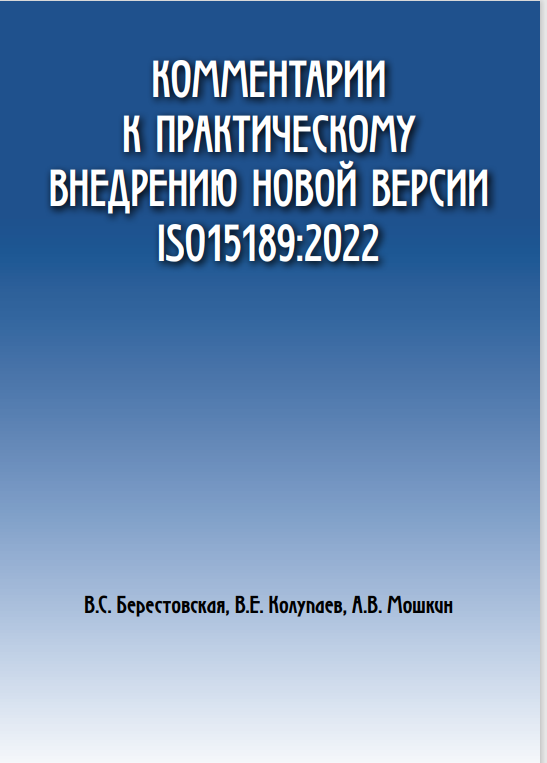 КОММЕНТАРИИ
К ПРАКТИЧЕСКОМУ
ВНЕДРЕНИЮ НОВОЙ ВЕРСИИ
ISO15189:2022
В.С. Берестовская, В.Е. Колупаев, А.В. Мошкин